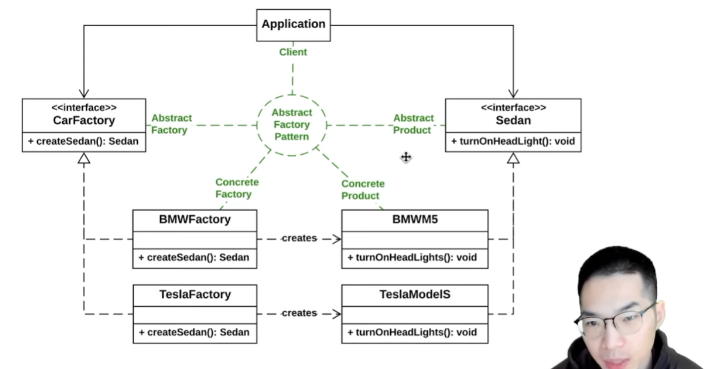 Application
Client
<<interface>>
CarFactory
+ createSedan(): Sedan
Abstract
Factory
Abstract
Factory
Pattern
Abstract
Product
<<interface>>
Sedan
+ turnOnHeadLight(): void
Concrete
Factory
Concrete
Product
BMWFactory
+ createSedan(): Sedan
creates
BMWM5
+ turnOnHeadLights(): void
TeslaFactory
+ createSedan(): Sedan
creates
TeslaModelS
+ turnOnHeadLights(): void